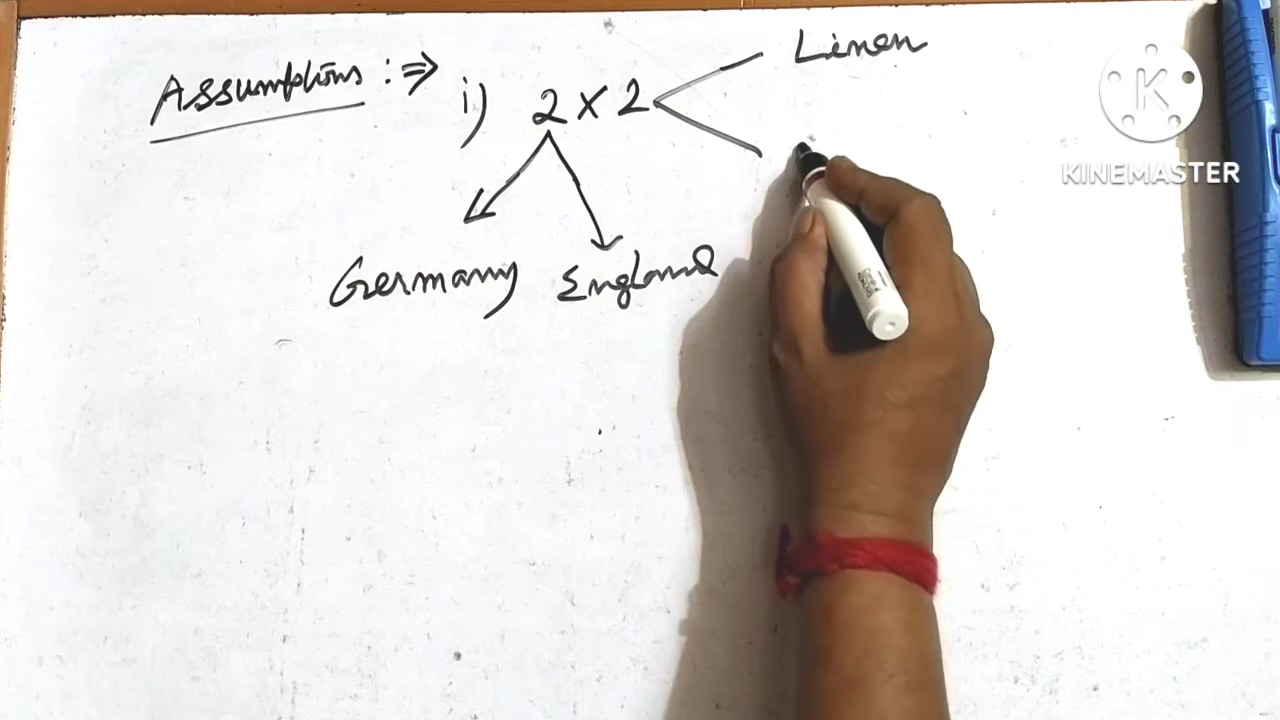 Assumptions :⇒ i) 2 x 2
Linen
Germany England
K
KINEMASTER